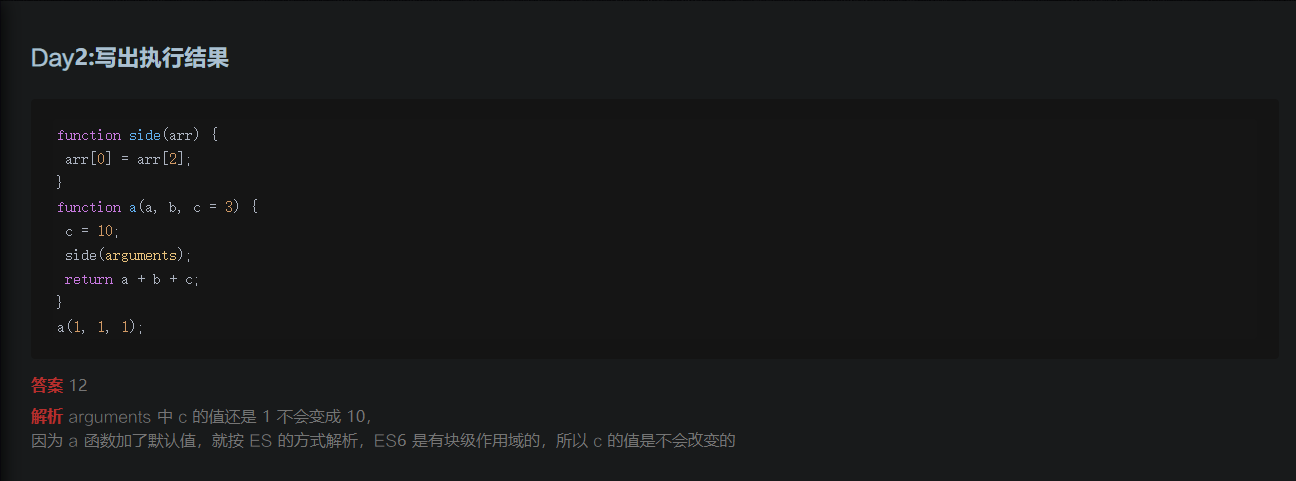 Day2:写出执行结果
function side(arr) {
 arr[0] = arr[2];
}
function a(a, b, c = 3) {
 c = 10;
 side(arguments);
 return a + b + c;
}
a(1, 1, 1);
答案 12
解析 arguments 中 c 的值还是 1 不会变成 10，
因为 a 函数加了默认值，就按 ES 的方式解析，ES6 是有块级作用域的，所以 c 的值是不会改变的